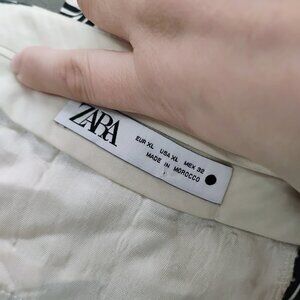 ZARA
EUR XL USA XL MEX 32
MADE IN MOROCCO